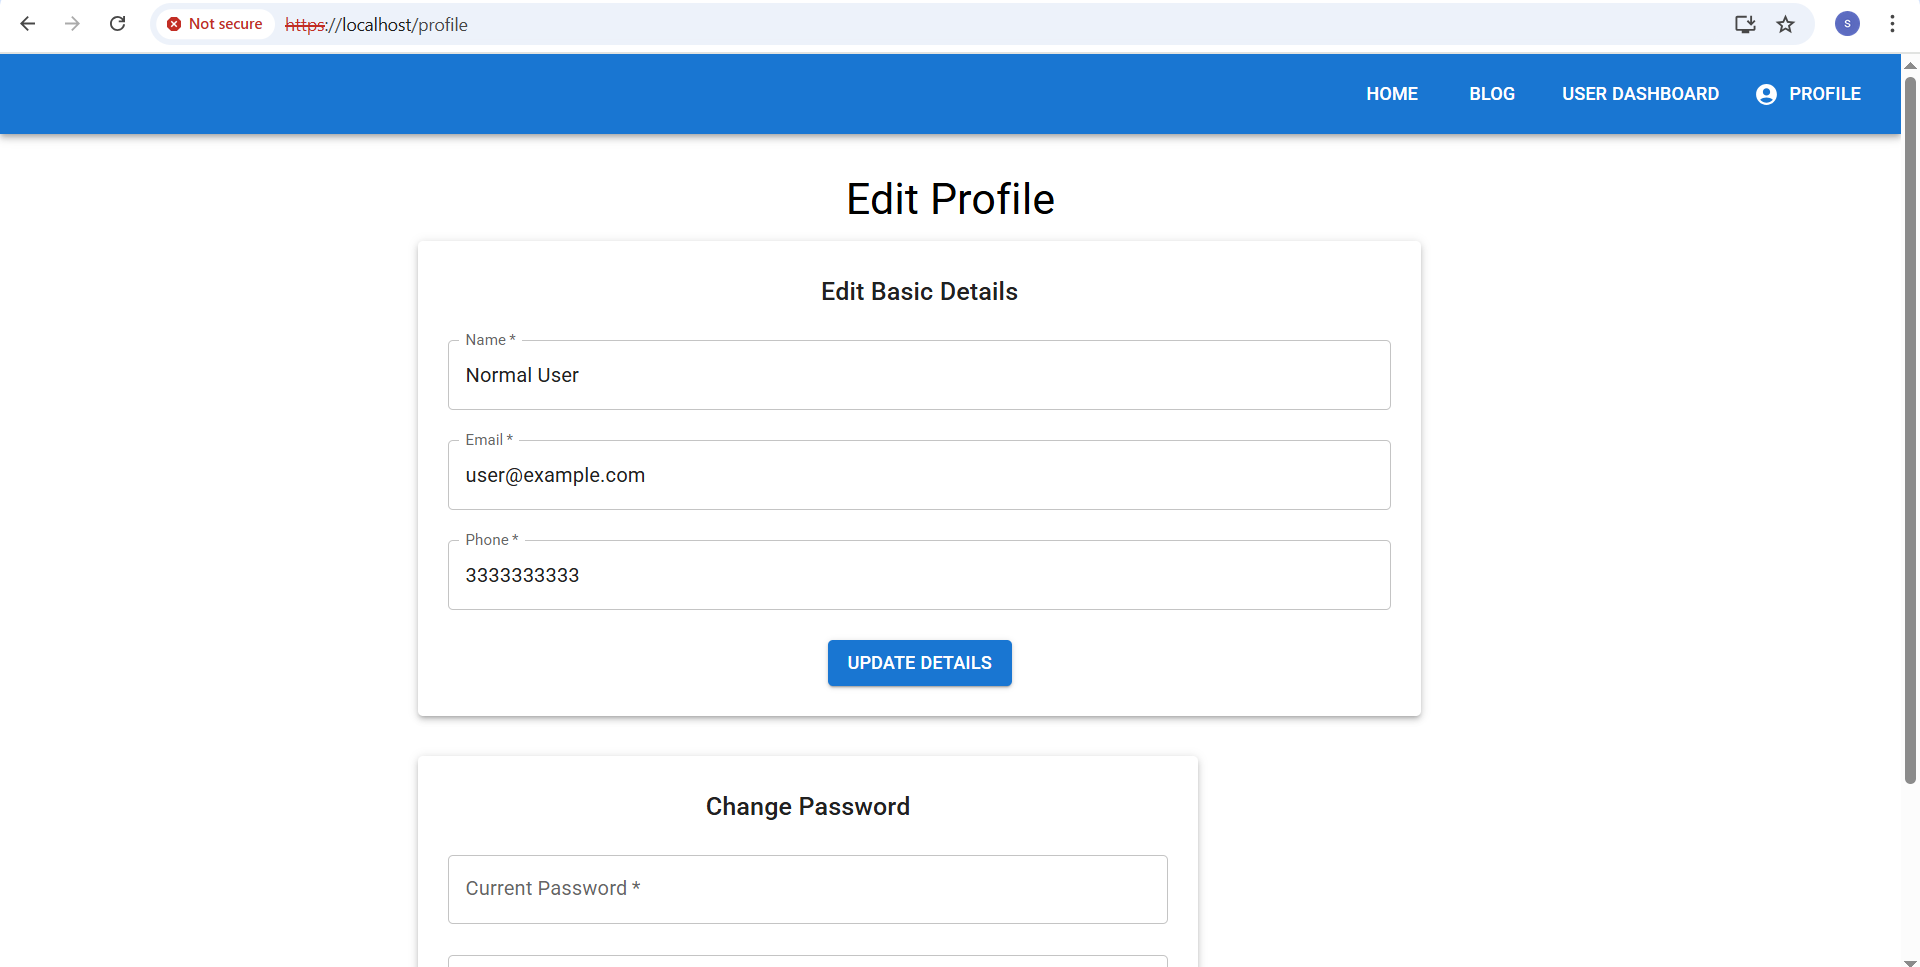 Not secure https://localhost/profile
S
HOME BLOG USER DASHBOARD PROFILE
Edit Profile
Edit Basic Details
Name *
Normal User
Email *
user@example.com
Phone *
3333333333
UPDATE DETAILS
Change Password
Current Password *